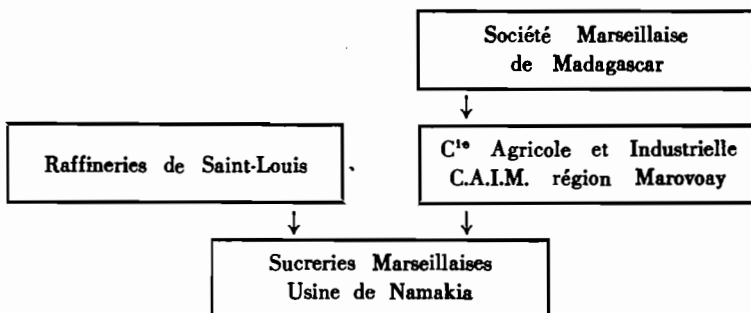 Société Marseillaise
de Madagascar
Raffineries de Saint-Louis
Cie Agricole et Industrielle
C.A.I.M. région Marovoay
Sucreries Marseillaises
Usine de Namakia